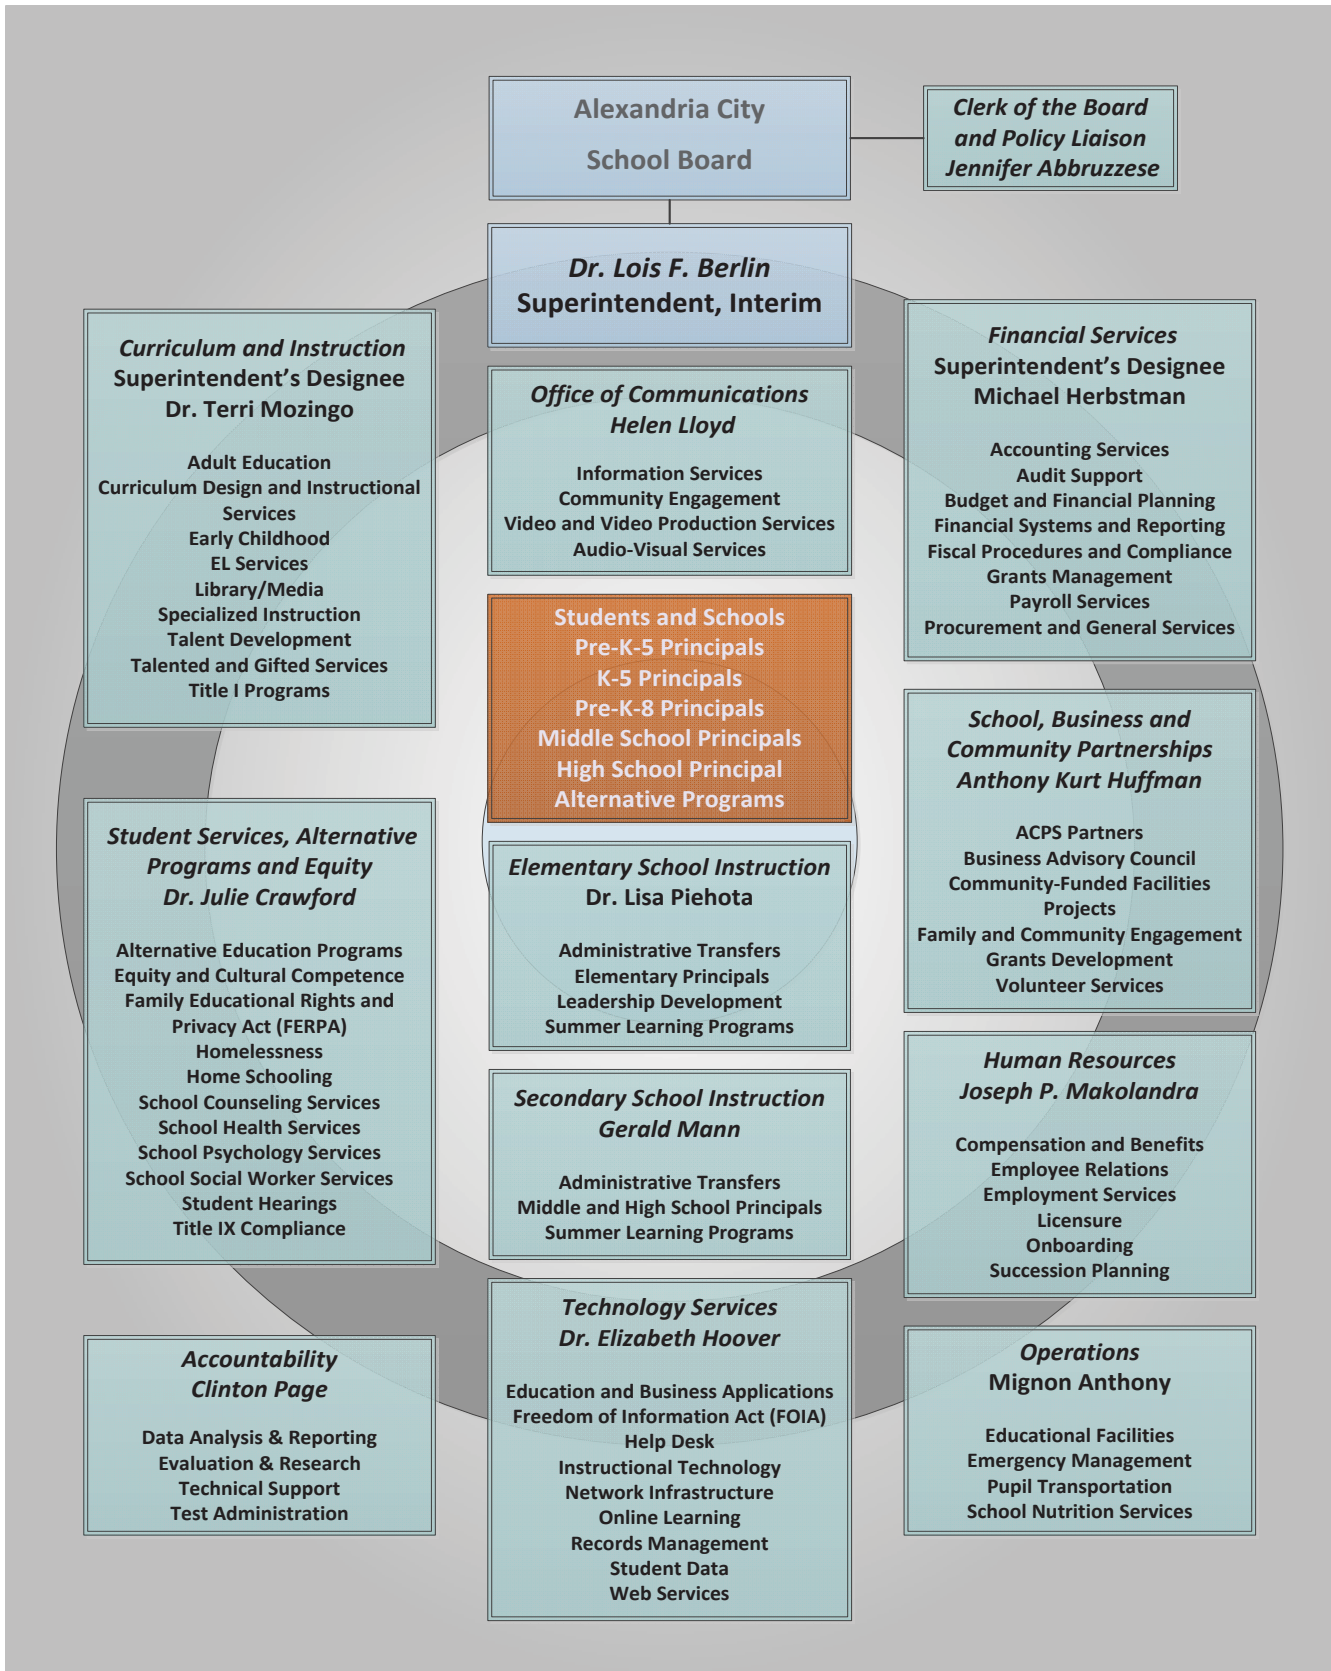 Alexandria City
School Board
Clerk of the Board
and Policy Liaison
Jennifer Abbruzzese
Dr. Lois F. Berlin
Superintendent, Interim
Curriculum and Instruction
Superintendent’s Designee
Dr. Terri Mozingo
Adult Education
Curriculum Design and Instructional
Services
Early Childhood
EL Services
Library/Media
Specialized Instruction
Talent Development
Talented and Gifted Services
Title I Programs
Office of Communications
Helen Lloyd
Information Services
Community Engagement
Video and Video Production Services
Audio-Visual Services
Financial Services
Superintendent’s Designee
Michael Herbstman
Accounting Services
Audit Support
Budget and Financial Planning
Financial Systems and Reporting
Fiscal Procedures and Compliance
Grants Management
Payroll Services
Procurement and General Services
Students and Schools
Pre-K-5 Principals
K-5 Principals
Pre-K-8 Principals
Middle School Principals
High School Principal
Alternative Programs
School, Business and
Community Partnerships
Anthony Kurt Huffman
ACPS Partners
Business Advisory Council
Community-Funded Facilities
Projects
Family and Community Engagement
Grants Development
Volunteer Services
Student Services, Alternative
Programs and Equity
Dr. Julie Crawford
Alternative Education Programs
Equity and Cultural Competence
Family Educational Rights and
Privacy Act (FERPA)
Homelessness
Home Schooling
School Counseling Services
School Health Services
School Psychology Services
School Social Worker Services
Student Hearings
Title IX Compliance
Elementary School Instruction
Dr. Lisa Piehota
Administrative Transfers
Elementary Principals
Leadership Development
Summer Learning Programs
Human Resources
Joseph P. Makolandra
Compensation and Benefits
Employee Relations
Employment Services
Licensure
Onboarding
Succession Planning
Secondary School Instruction
Gerald Mann
Administrative Transfers
Middle and High School Principals
Summer Learning Programs
Accountability
Clinton Page
Data Analysis & Reporting
Evaluation & Research
Technical Support
Test Administration
Technology Services
Dr. Elizabeth Hoover
Education and Business Applications
Freedom of Information Act (FOIA)
Help Desk
Instructional Technology
Network Infrastructure
Online Learning
Records Management
Student Data
Web Services
Operations
Mignon Anthony
Educational Facilities
Emergency Management
Pupil Transportation
School Nutrition Services